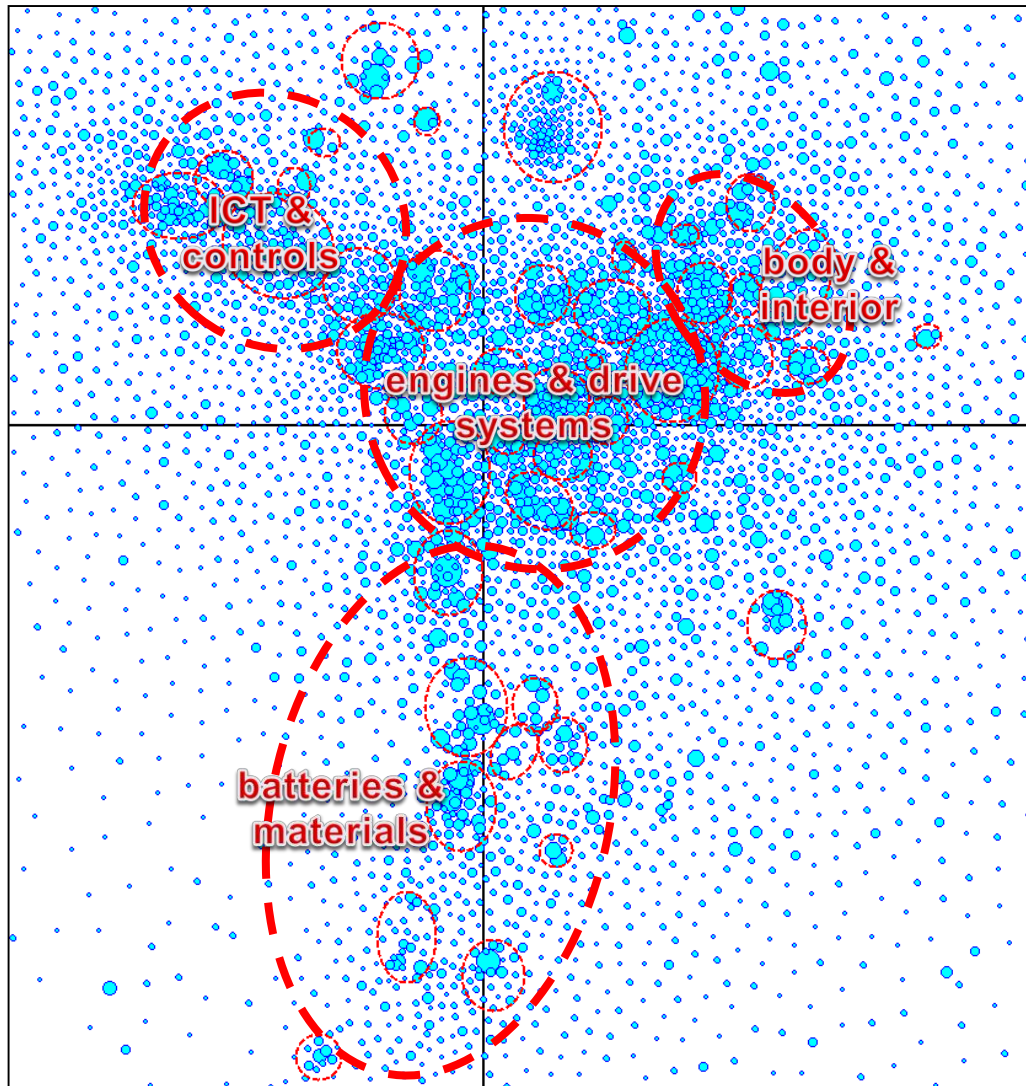 ICT &
controls
body &
interior
engines & drive
systems
batteries &
materials